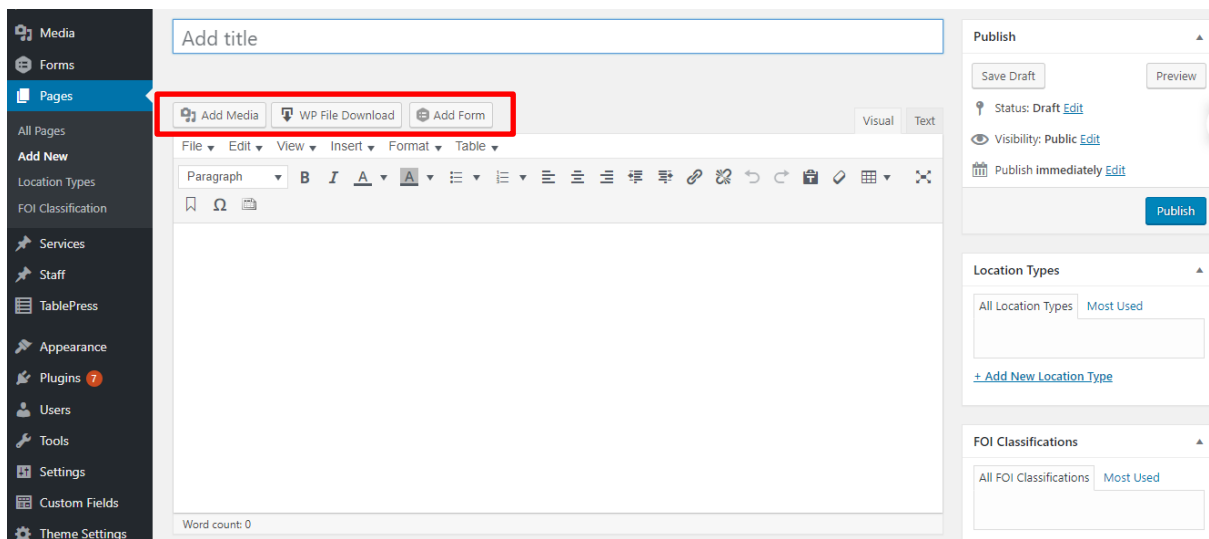 Media
Forms
Pages
All Pages
Add New
Location Types
FOI Classification
Services
Staff
TablePress
Appearance
Plugins 7
Users
Tools
Settings
Custom Fields
Theme Settings
Add title
Add Media WP File Download Add Form
Visual Text
File Edit View Insert Format Table
Paragraph B I A A
Ω
Word count: 0
Publish
Save Draft Preview
Status: Draft Edit
Visibility: Public Edit
Publish immediately Edit
Publish
Location Types
All Location Types Most Used
+ Add New Location Type
FOI Classifications
All FOI Classifications Most Used